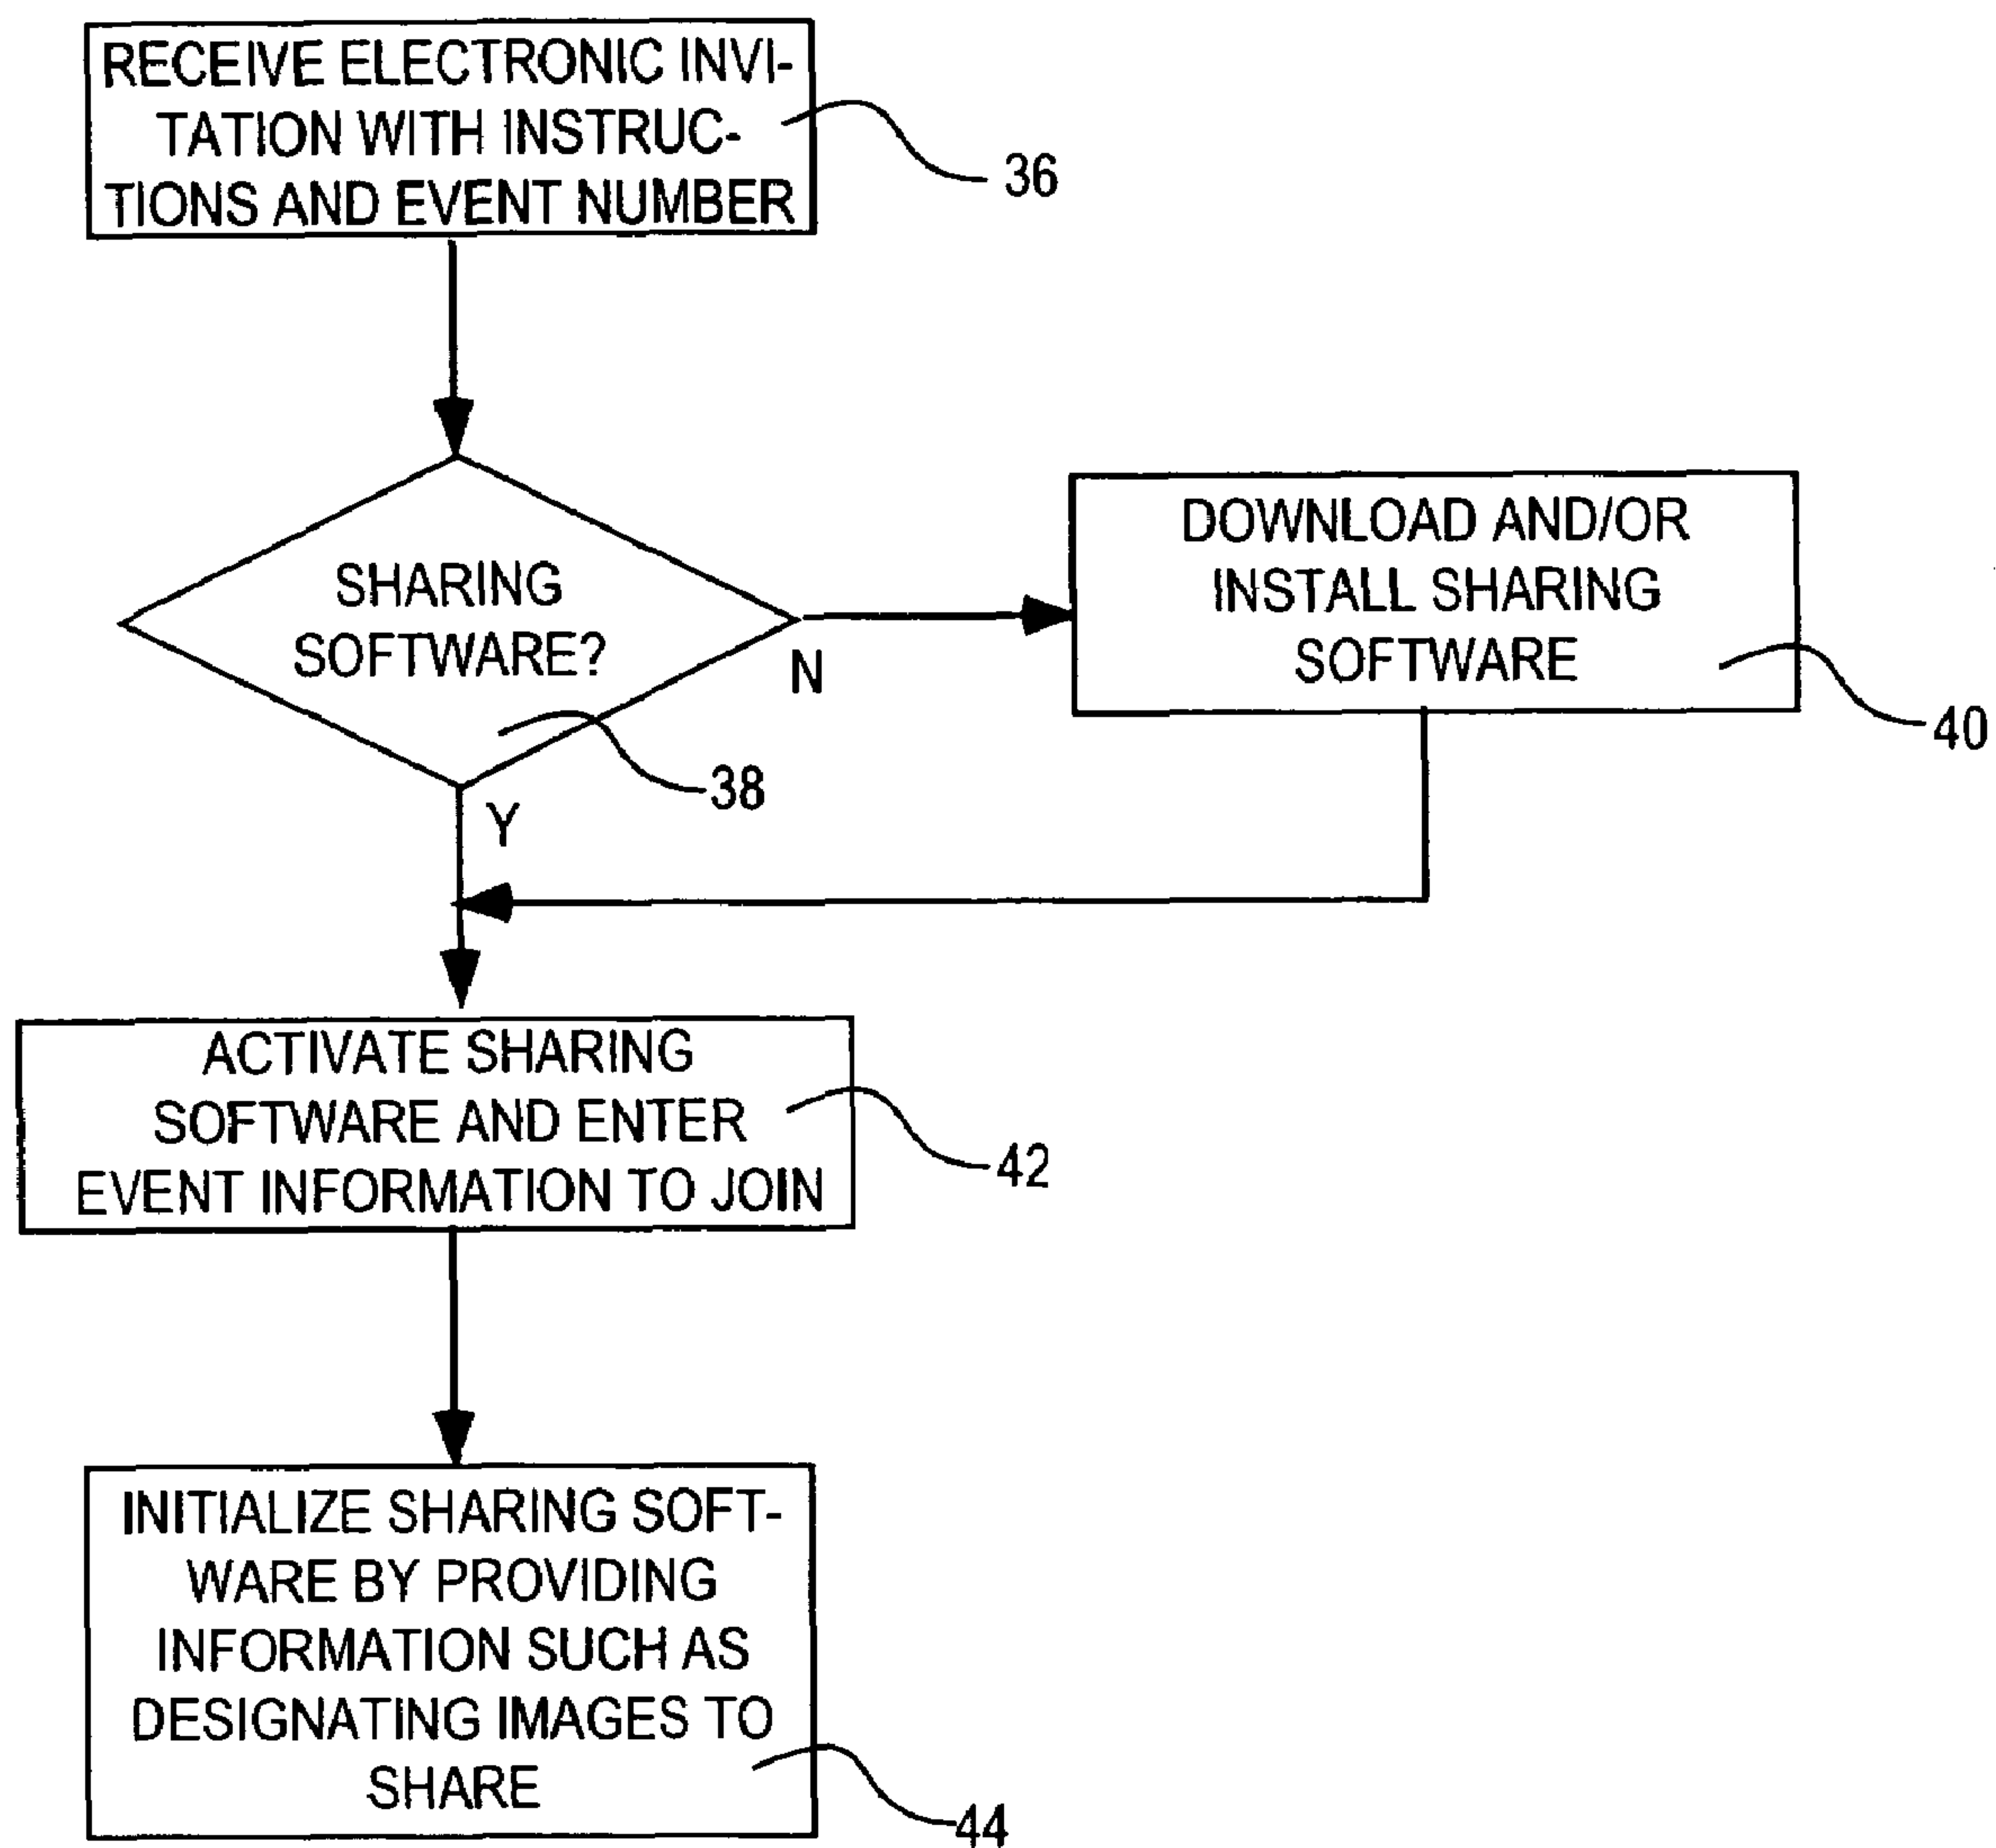 RECEIVE ELECTRONIC INVI-
TATION WITH INSTRUC-
TIONS AND EVENT NUMBER
36
SHARING
SOFTWARE?
38
N
Y
DOWNLOAD AND/OR
INSTALL SHARING
SOFTWARE
40
ACTIVATE SHARING
SOFTWARE AND ENTER
EVENT INFORMATION TO JOIN
42
INITIALIZE SHARING SOFT-
WARE BY PROVIDING
INFORMATION SUCH AS
DESIGNATING IMAGES TO
SHARE
44